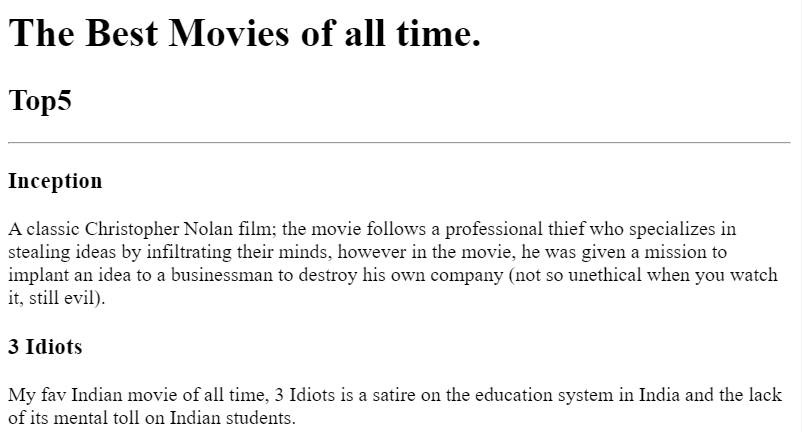 The Best Movies of all time.
Top5
Inception
A classic Christopher Nolan film; the movie follows a professional thief who specializes in
stealing ideas by infiltrating their minds, however in the movie, he was given a mission to
implant an idea to a businessman to destroy his own company (not so unethical when you watch
it, still evil).
3 Idiots
My fav Indian movie of all time, 3 Idiots is a satire on the education system in India and the lack
of its mental toll on Indian students.